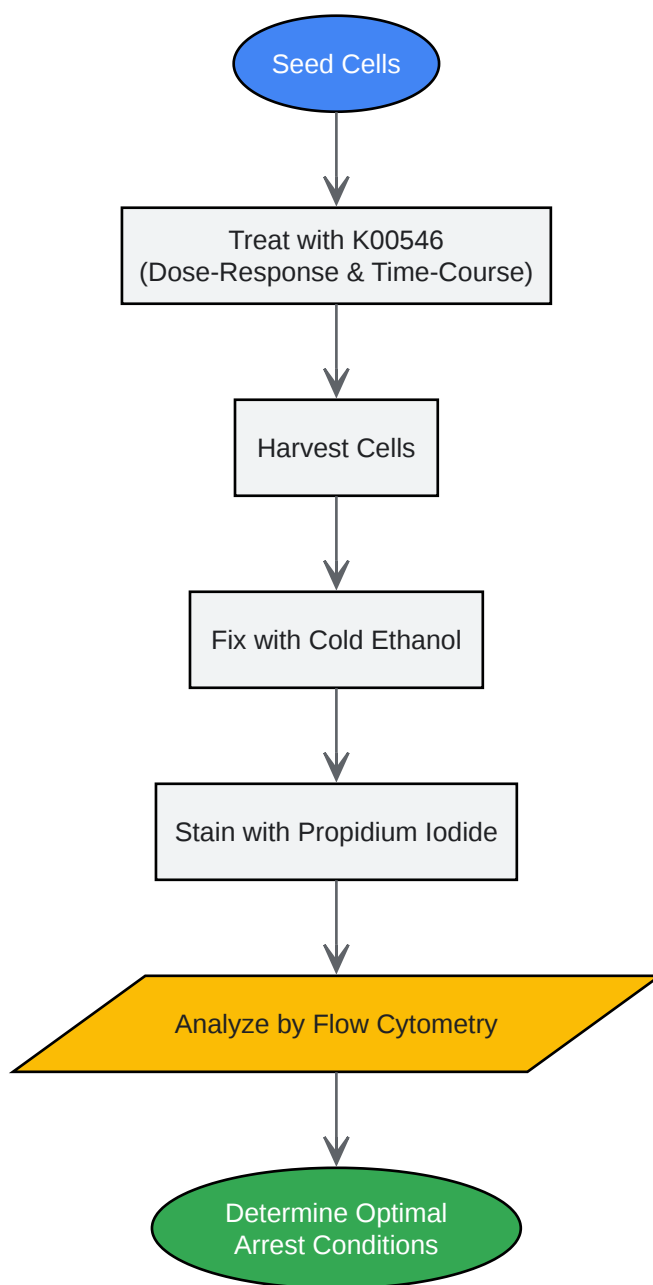 Seed Cells
Treat with K00546
(Dose-Response & Time-Course)
Harvest Cells
Fix with Cold Ethanol
Stain with Propidium Iodide
Analyze by Flow Cytometry
Determine Optimal
Arrest Conditions